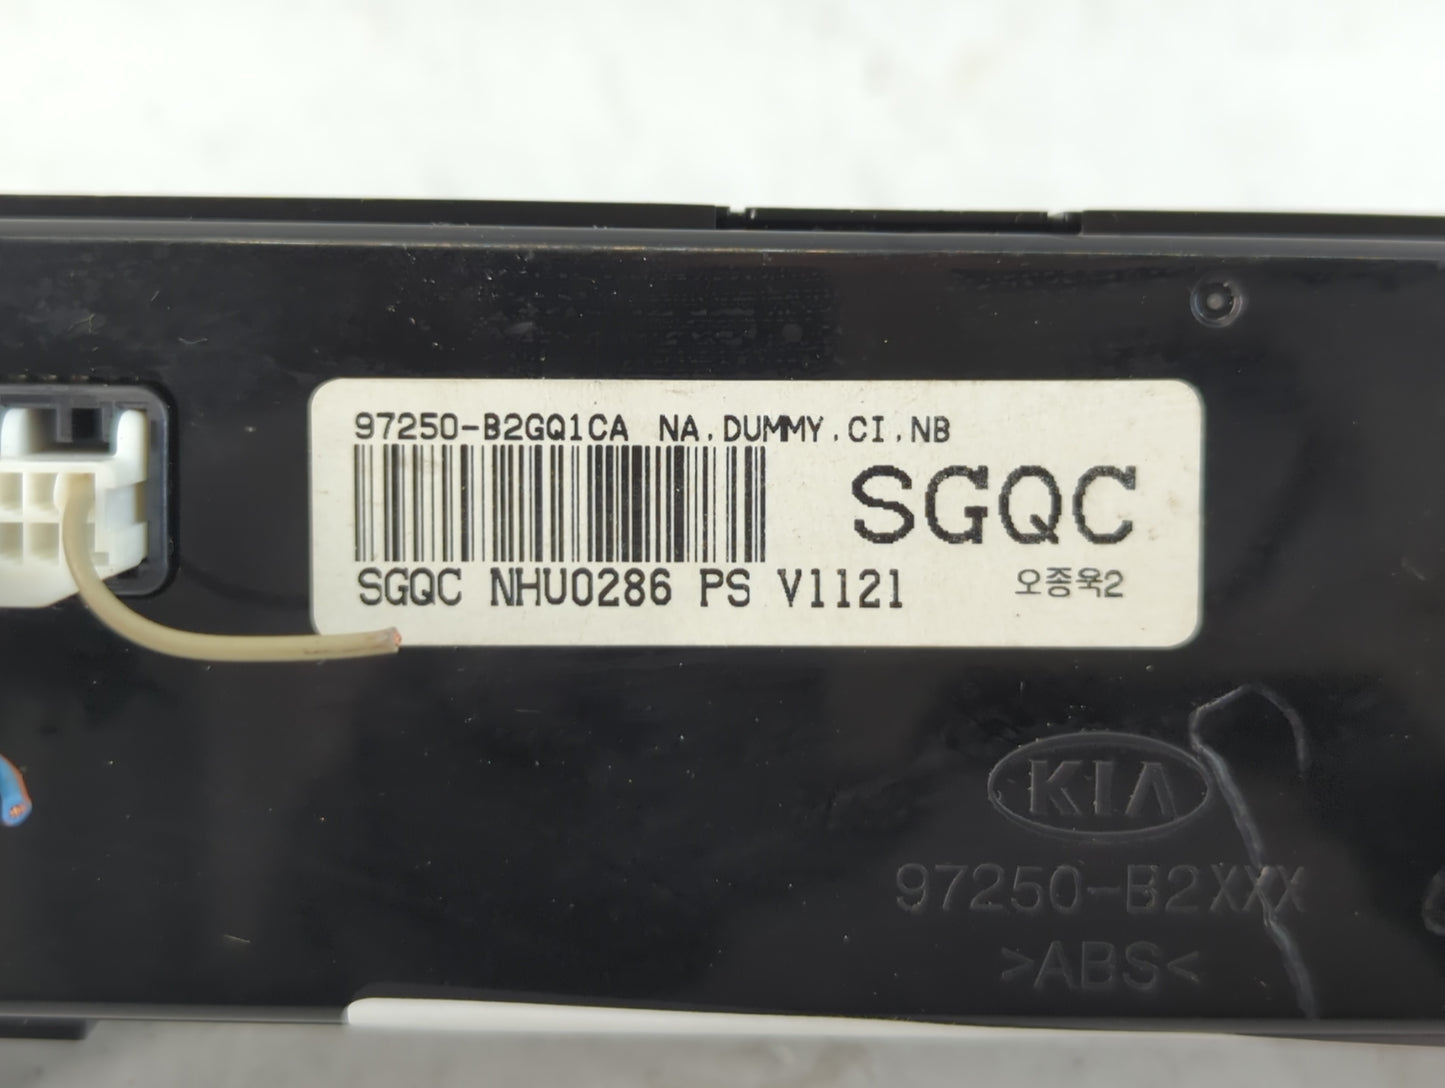 97250-B2GQ1CA NA.DUMMY.CI.NB
SGQC
SGQC NHU0286 PS V1121
오종욱2
KIA
97250-B2XXX
>ABS<